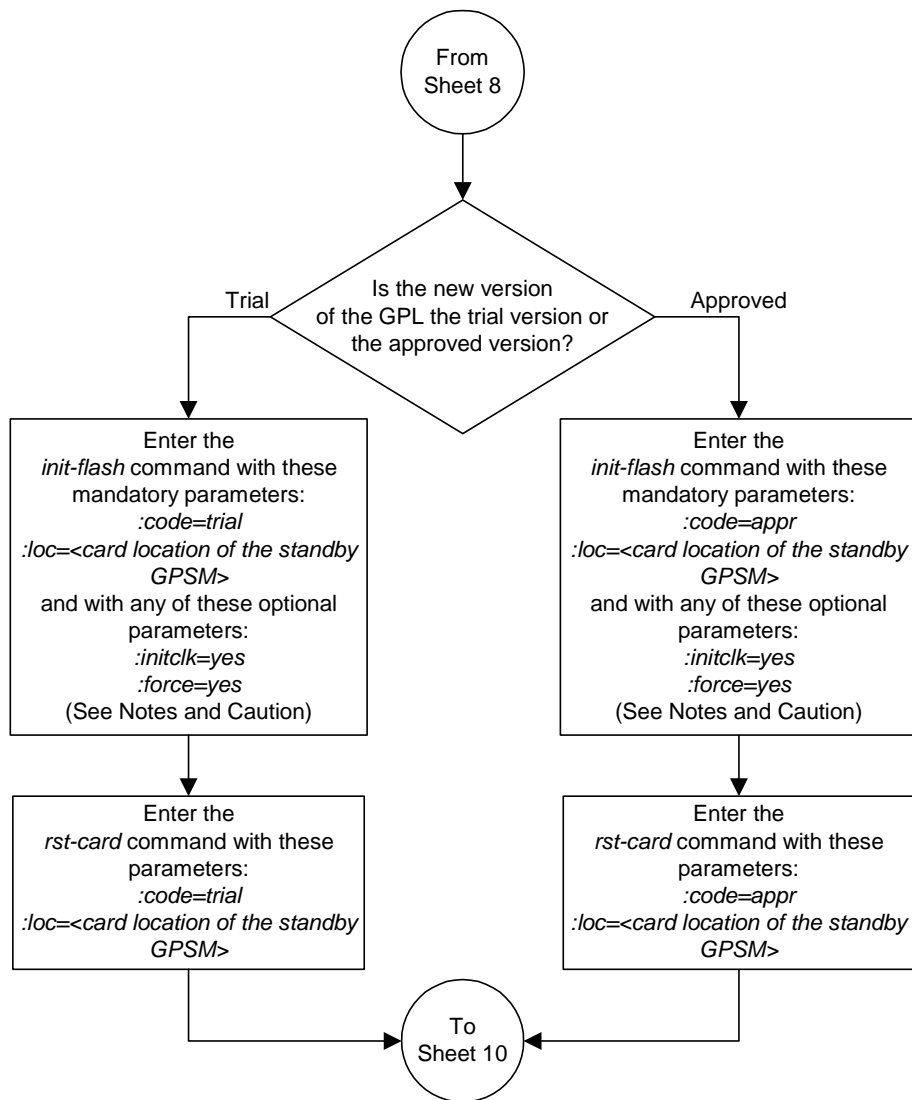 From
Sheet 8
Is the new version
of the GPL the trial version or
the approved version?
Trial
Approved
Enter the
init-flash command with these
mandatory parameters:
:code=trial
:loc=<card location of the standby
GPSM>
and with any of these optional
parameters:
:initclk=yes
:force=yes
(See Notes and Caution)
Enter the
init-flash command with these
mandatory parameters:
:code=appr
:loc=<card location of the standby
GPSM>
and with any of these optional
parameters:
:initclk=yes
:force=yes
(See Notes and Caution)
Enter the
rst-card command with these
parameters:
:code=trial
:loc=<card location of the standby
GPSM>
Enter the
rst-card command with these
parameters:
:code=appr
:loc=<card location of the standby
GPSM>
To
Sheet 10